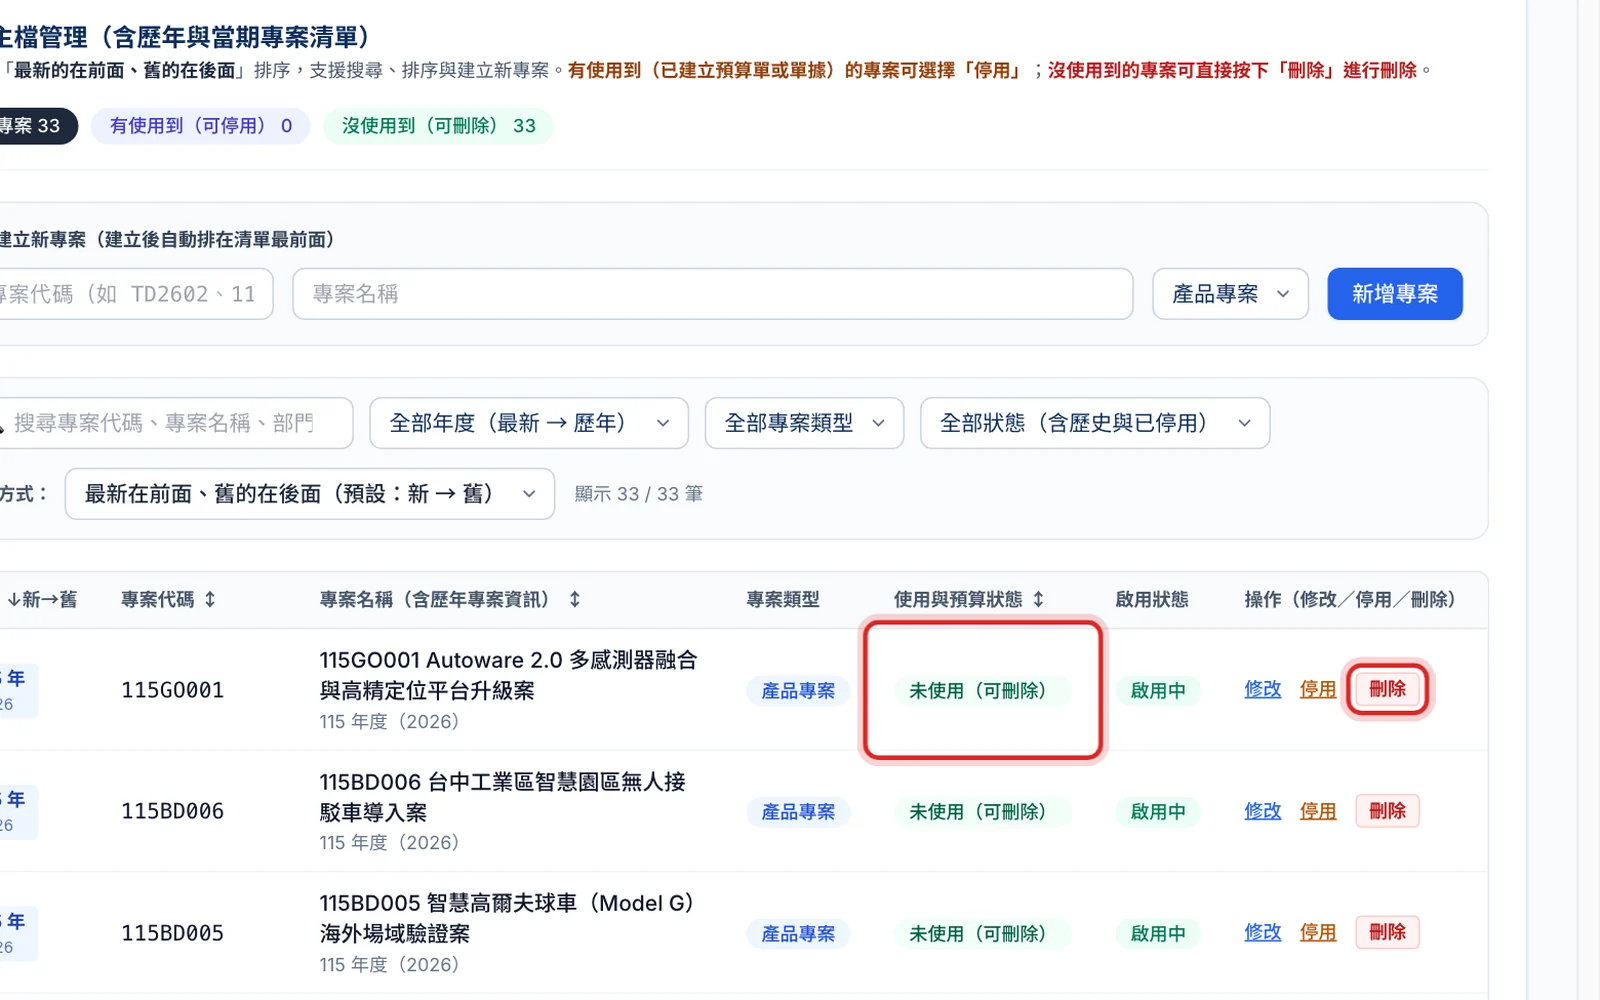 主檔管理（含歷年與當期專案清單）
「最新的在前面、舊的在後面」排序，支援搜尋、排序與建立新專案。有使用到（已建立預算單或單據）的專案可選擇「停用」；沒使用到的專案可直接按下「刪除」進行刪除。
專案 33 有使用到（可停用） 0 沒使用到（可刪除） 33
建立新專案（建立後自動排在清單最前面）
專案代碼（如 TD2602、11 專案名稱 產品專案 新增專案
搜尋專案代碼、專案名稱、部門 全部年度（最新 → 歷年） 全部專案類型 全部狀態（含歷史與已停用）
方式： 最新在前面、舊的在後面（預設：新 → 舊） 顯示 33 / 33 筆
↓新→舊 專案代碼 ↕ 專案名稱（含歷年專案資訊） ↕ 專案類型 使用與預算狀態 ↕ 啟用狀態 操作（修改／停用／刪除）
年 115GO001 115GO001 Autoware 2.0 多感測器融合
與高精定位平台升級案
26 115 年度（2026） 產品專案 未使用（可刪除） 啟用中 修改 停用 刪除
年 115BD006 115BD006 台中工業區智慧園區無人接
駁車導入案
26 115 年度（2026） 產品專案 未使用（可刪除） 啟用中 修改 停用 刪除
年 115BD005 115BD005 智慧高爾夫球車（Model G）
海外場域驗證案
26 115 年度（2026） 產品專案 未使用（可刪除） 啟用中 修改 停用 刪除